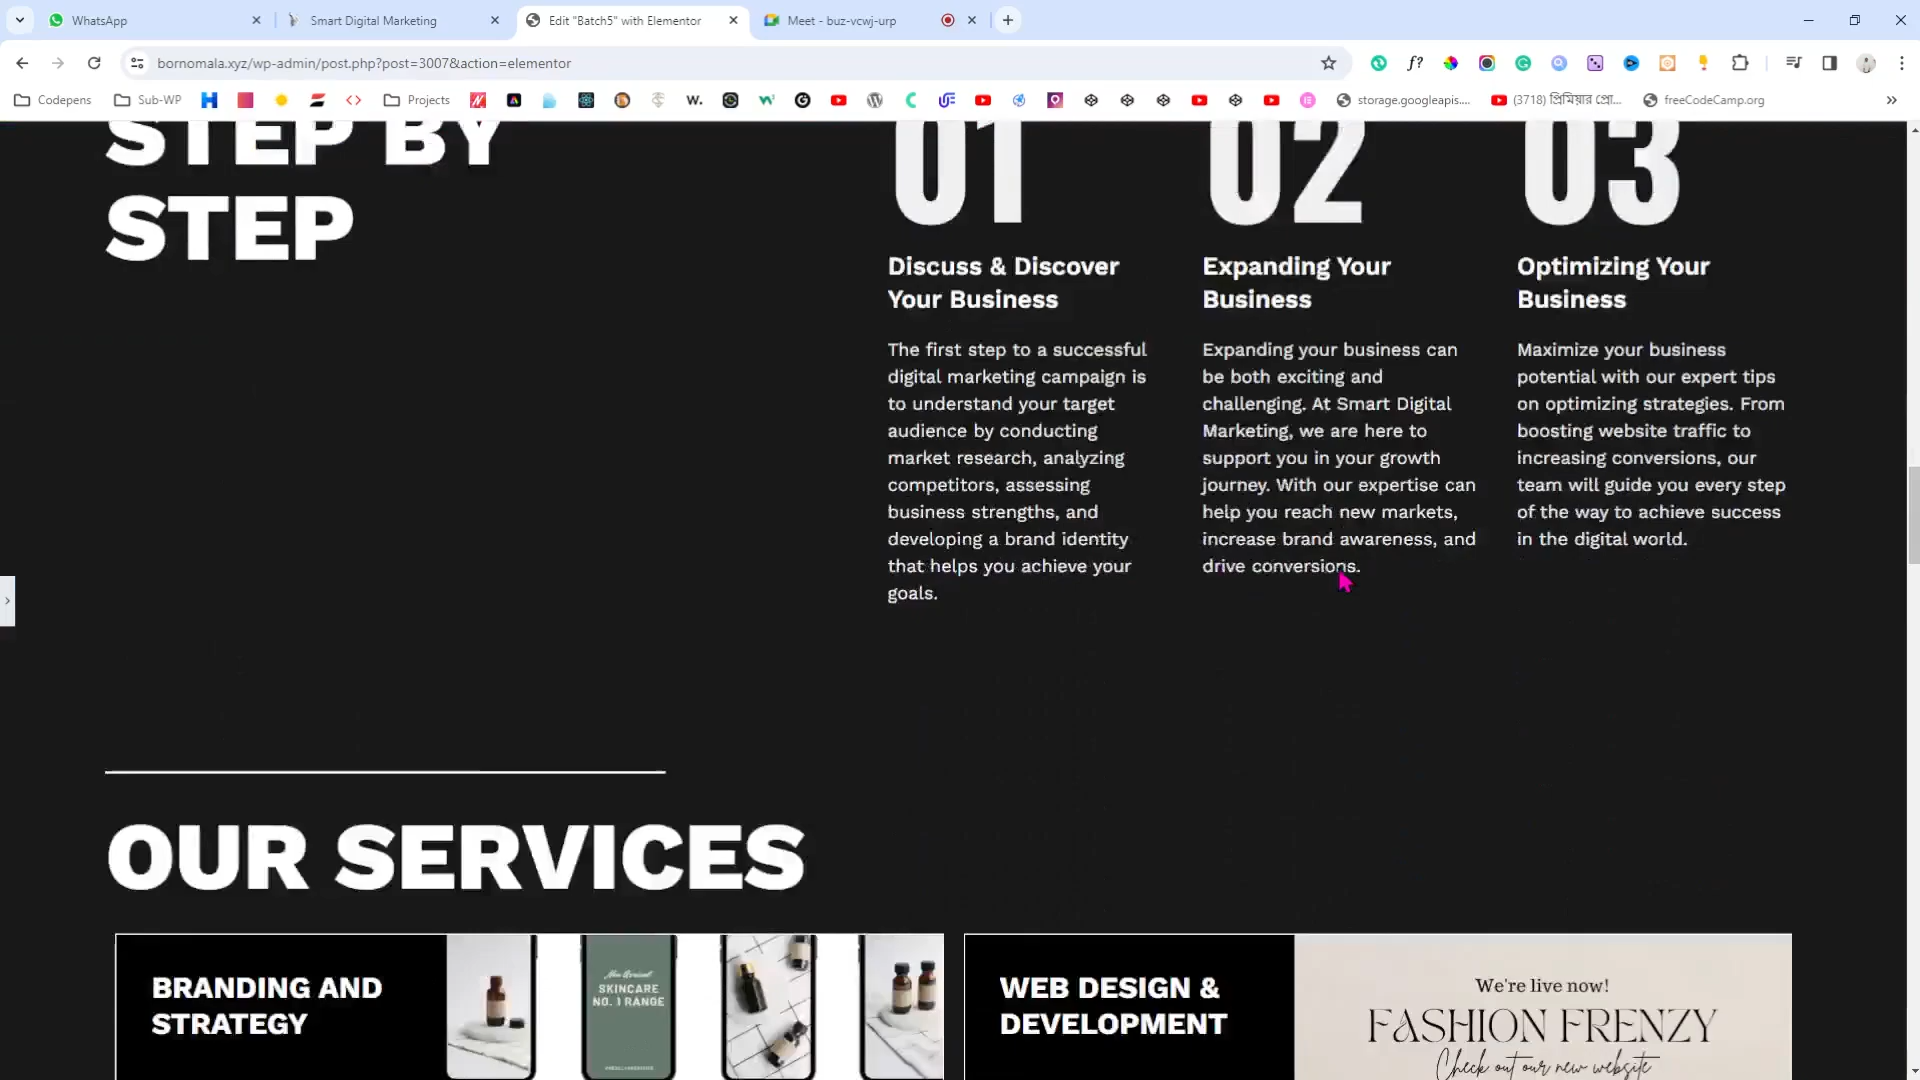 WhatsApp
Smart Digital Marketing
Edit "Batch5" with Elementor
Meet - buz-vcwj-urp
bornomala.xyz/wp-admin/post.php?post=3007&action=elementor
Codepens
Sub-WP
Projects
storage.googleapis....
(3718) প্রিমিয়ার প্রো...
freeCodeCamp.org
STEP BY
STEP
01
02
03
Discuss & Discover
Your Business
The first step to a successful
digital marketing campaign is
to understand your target
audience by conducting
market research, analyzing
competitors, assessing
business strengths, and
developing a brand identity
that helps you achieve your
goals.
Expanding Your
Business
Expanding your business can
be both exciting and
challenging. At Smart Digital
Marketing, we are here to
support you in your growth
journey. With our expertise can
help you reach new markets,
increase brand awareness, and
drive conversions.
Optimizing Your
Business
Maximize your business
potential with our expert tips
on optimizing strategies. From
boosting website traffic to
increasing conversions, our
team will guide you every step
of the way to achieve success
in the digital world.
OUR SERVICES
BRANDING AND
STRATEGY
New Arrival
SKINCARE
NO. 1 RANGE
WEB DESIGN &
DEVELOPMENT
We're live now!
FASHION FRENZY
Check out our new website